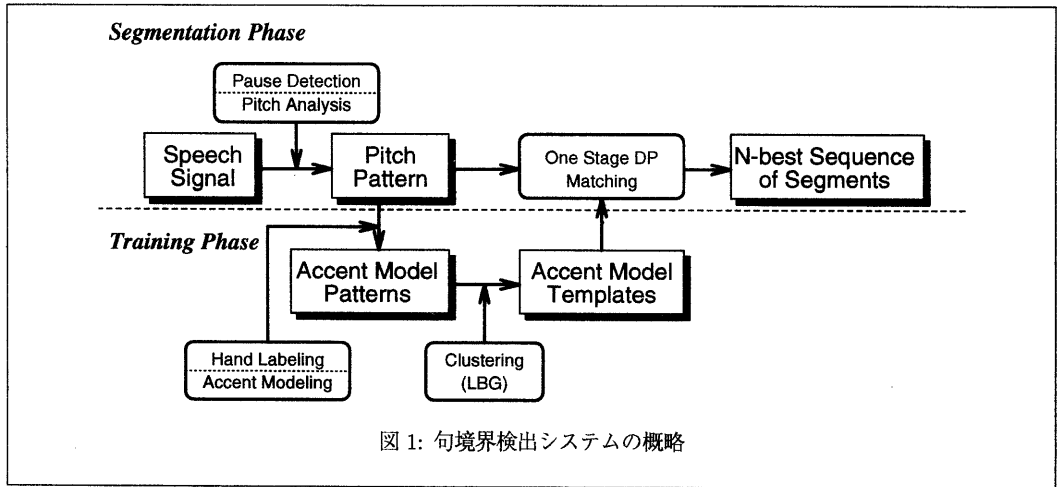 Segmentation Phase
Pause Detection
Pitch Analysis
Speech
Signal
Pitch
Pattern
One Stage DP
Matching
N-best Sequence
of Segments
Training Phase
Accent Model
Patterns
Accent Model
Templates
Hand Labeling
Accent Modeling
Clustering
(LBG)
図 1: 句境界検出システムの概略